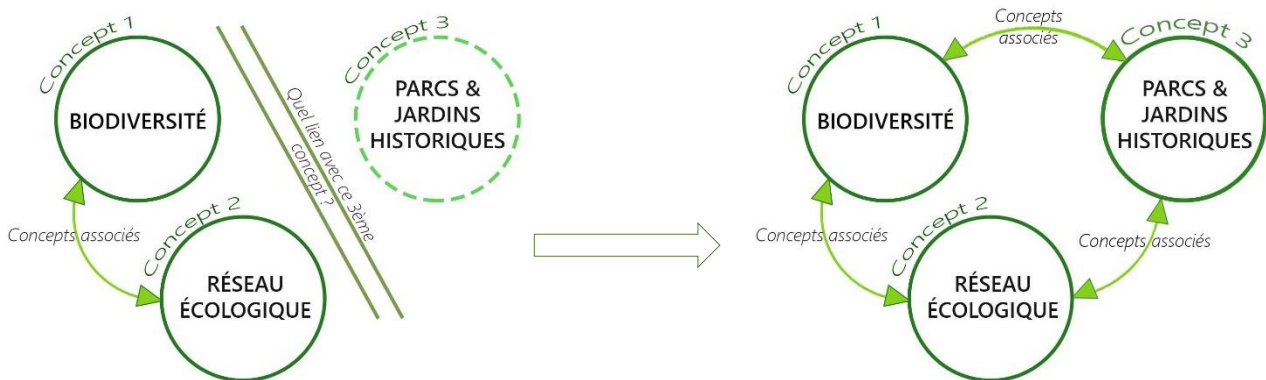 Concept 1
BIODIVERSITÉ
Concepts associés
Concept 2
RÉSEAU
ÉCOLOGIQUE
Quel lien avec ce 3ème
concept ?
Concept 3
PARCS &
JARDINS
HISTORIQUES
Concept 1
BIODIVERSITÉ
Concepts
associés
Concept 3
PARCS &
JARDINS
HISTORIQUES
Concepts associés
Concept 2
RÉSEAU
ÉCOLOGIQUE
Concepts associés